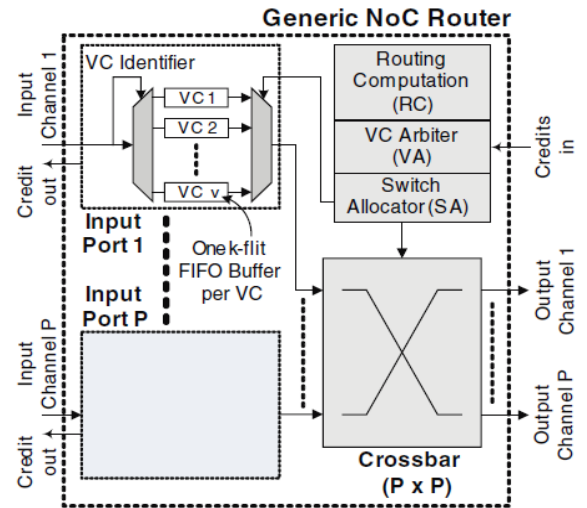 Generic NoC Router
VC Identifier
VC 1
VC 2
VC v
Input
Channel 1
Credit
out
Input
Port 1
One k-flit
FIFO Buffer
per VC
Routing
Computation
(RC)
VC Arbiter
(VA)
Switch
Allocator(SA)
Credits
in
Input
Port P
Input
Channel P
Credit
out
Output
Channel 1
Output
Channel P
Crossbar
(P x P)